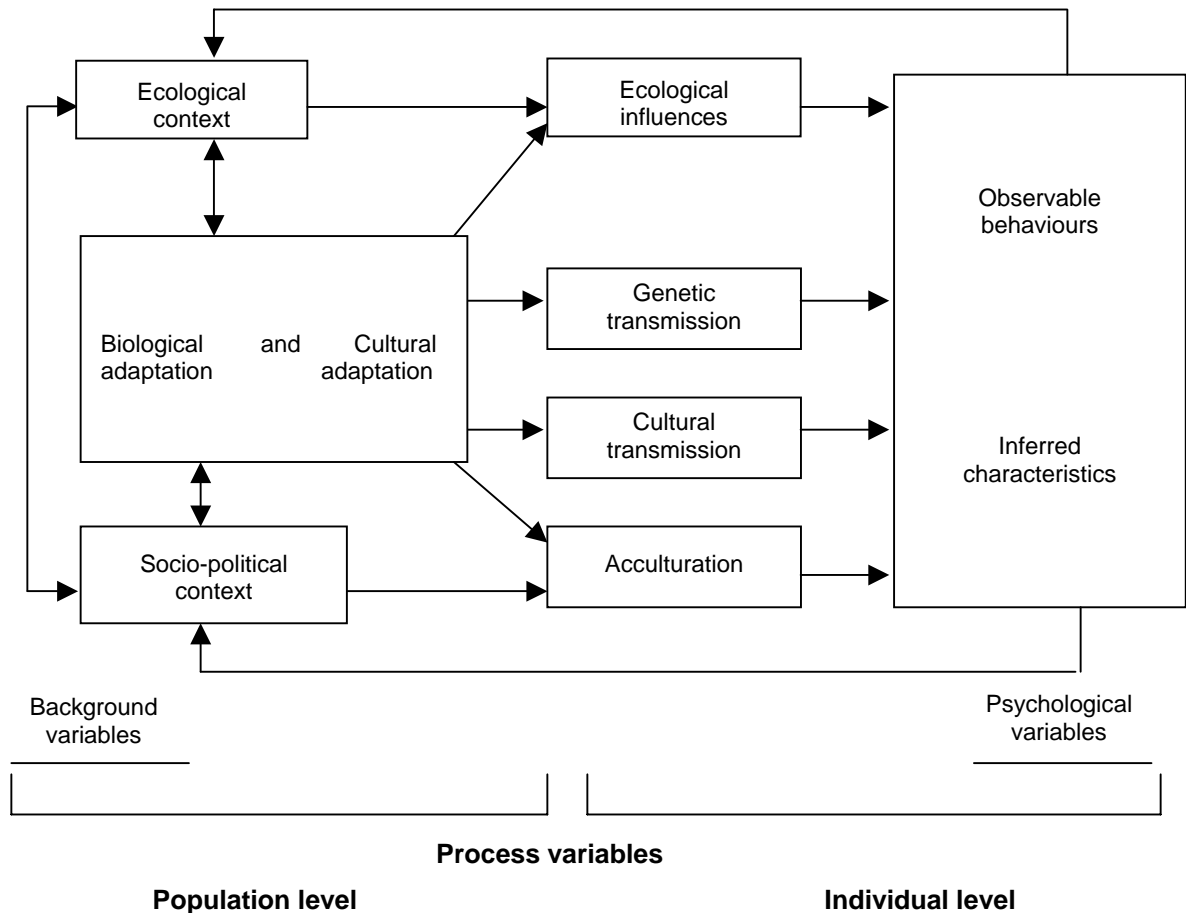 Ecological
context
Ecological
influences
Observable
behaviours
Biological and Cultural
adaptation adaptation
Genetic
transmission
Cultural
transmission
Inferred
characteristics
Socio-political
context
Acculturation
Background
variables
Psychological
variables
Process variables
Population level
Individual level